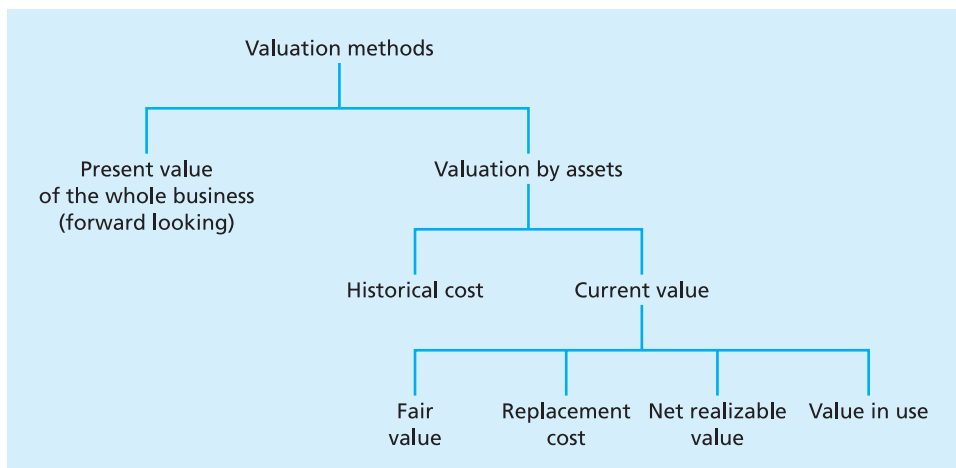 Valuation methods
Present value
of the whole business
(forward looking)
Valuation by assets
Historical cost
Current value
Fair
value
Replacement
cost
Net realizable
value
Value in use